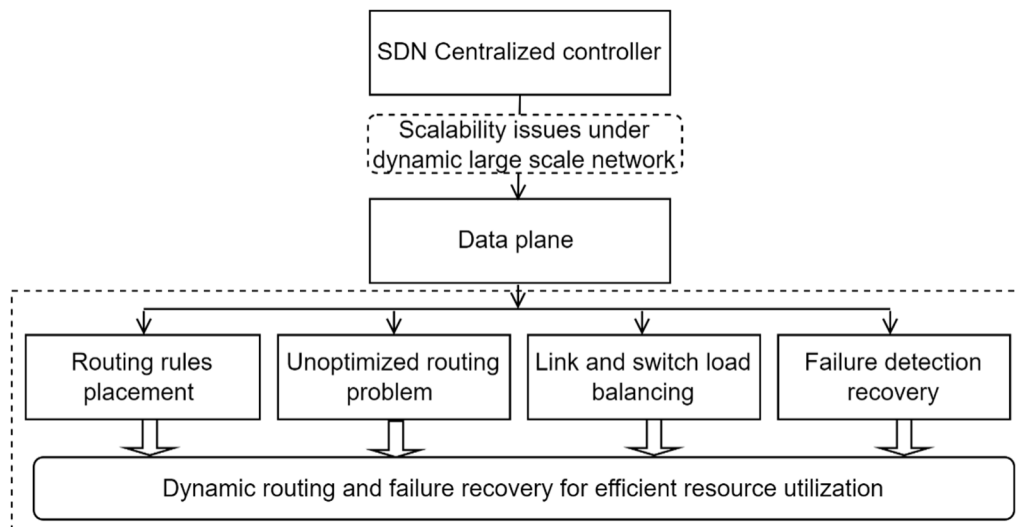 SDN Centralized controller
Scalability issues under
dynamic large scale network
Data plane
Routing rules
placement
Unoptimized routing
problem
Link and switch load
balancing
Failure detection
recovery
Dynamic routing and failure recovery for efficient resource utilization